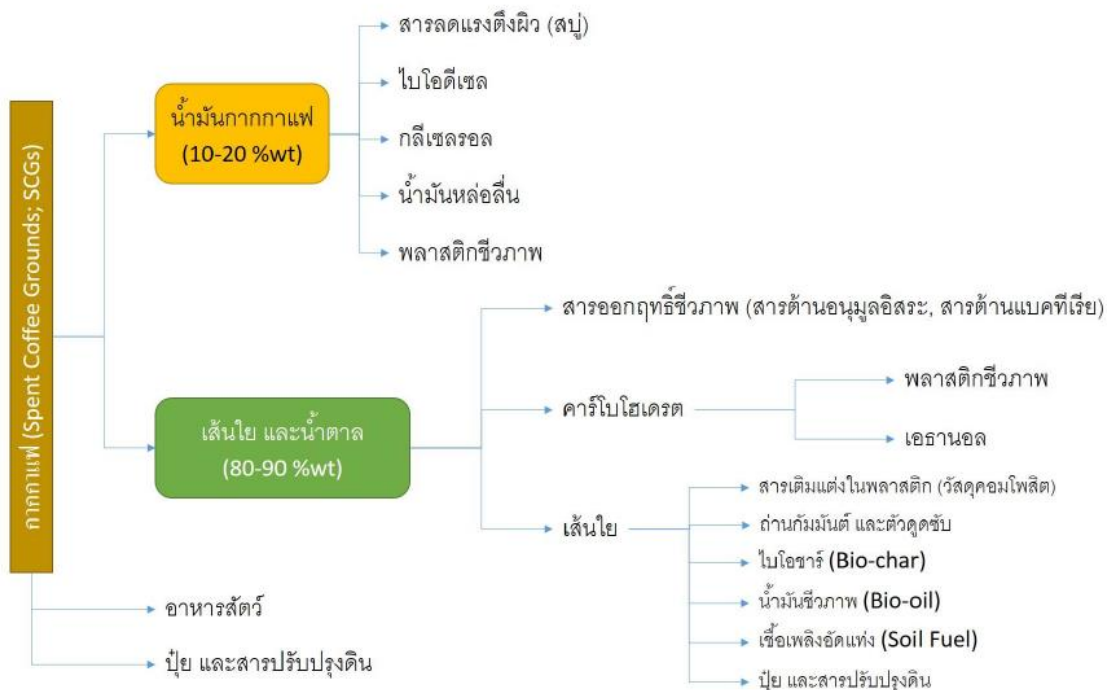 กากกาแฟ (Spent Coffee Grounds; SCGs)
น้ำมันกากกาแฟ
(10-20 %wt)
สารลดแรงตึงผิว (สบู่)
ไบโอดีเซล
กลีเซลรอล
น้ำมันหล่อลื่น
พลาสติกชีวภาพ
เส้นใย และน้ำตาล
(80-90 %wt)
สารออกฤทธิ์ชีวภาพ (สารต้านอนุมูลอิสระ, สารต้านแบคทีเรีย)
คาร์โบไฮเดรต
พลาสติกชีวภาพ
เอธานอล
เส้นใย
สารเติมแต่งในพลาสติก (วัสดุคอมโพสิต)
ถ่านกัมมันต์ และตัวดูดซับ
ไบโอชาร์ (Bio-char)
น้ำมันชีวภาพ (Bio-oil)
เชื้อเพลิงอัดแท่ง (Soil Fuel)
ปุ๋ย และสารปรับปรุงดิน
อาหารสัตว์
ปุ๋ย และสารปรับปรุงดิน